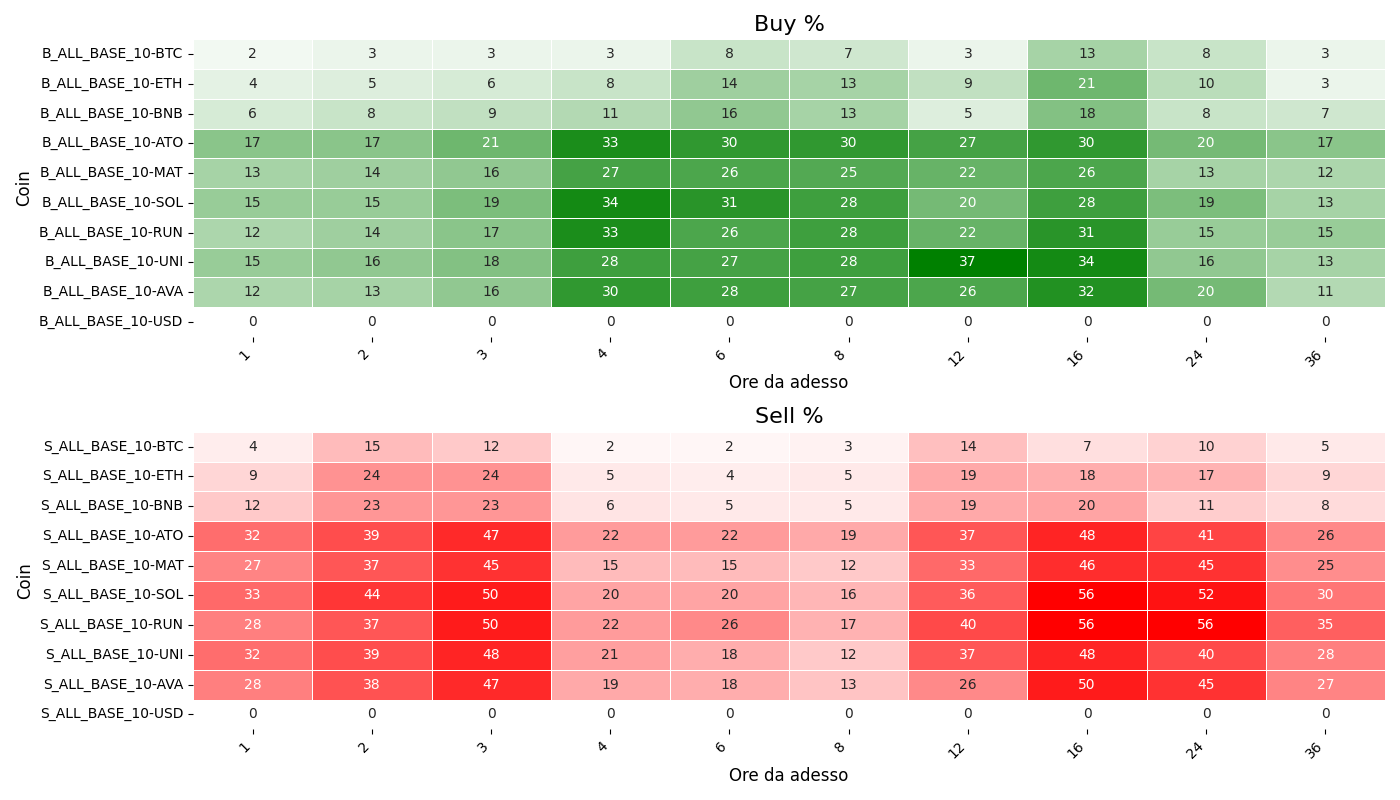 Buy %
Coin
B_ALL_BASE_10-BTC 2 3 3 3 8 7 3 13 8 3
B_ALL_BASE_10-ETH 4 5 6 8 14 13 9 21 10 3
B_ALL_BASE_10-BNB 6 8 9 11 16 13 5 18 8 7
B_ALL_BASE_10-ATO 17 17 21 33 30 30 27 30 20 17
B_ALL_BASE_10-MAT 13 14 16 27 26 25 22 26 13 12
B_ALL_BASE_10-SOL 15 15 19 34 31 28 20 28 19 13
B_ALL_BASE_10-RUN 12 14 17 33 26 28 22 31 15 15
B_ALL_BASE_10-UNI 15 16 18 28 27 28 37 34 16 13
B_ALL_BASE_10-AVA 12 13 16 30 28 27 26 32 20 11
B_ALL_BASE_10-USD 0 0 0 0 0 0 0 0 0 0
1 2 3 4 6 8 12 16 24 36
Ore da adesso
Sell %
Coin
S_ALL_BASE_10-BTC 4 15 12 2 2 3 14 7 10 5
S_ALL_BASE_10-ETH 9 24 24 5 4 5 19 18 17 9
S_ALL_BASE_10-BNB 12 23 23 6 5 5 19 20 11 8
S_ALL_BASE_10-ATO 32 39 47 22 22 19 37 48 41 26
S_ALL_BASE_10-MAT 27 37 45 15 15 12 33 46 45 25
S_ALL_BASE_10-SOL 33 44 50 20 20 16 36 56 52 30
S_ALL_BASE_10-RUN 28 37 50 22 26 17 40 56 56 35
S_ALL_BASE_10-UNI 32 39 48 21 18 12 37 48 40 28
S_ALL_BASE_10-AVA 28 38 47 19 18 13 26 50 45 27
S_ALL_BASE_10-USD 0 0 0 0 0 0 0 0 0 0
1 2 3 4 6 8 12 16 24 36
Ore da adesso